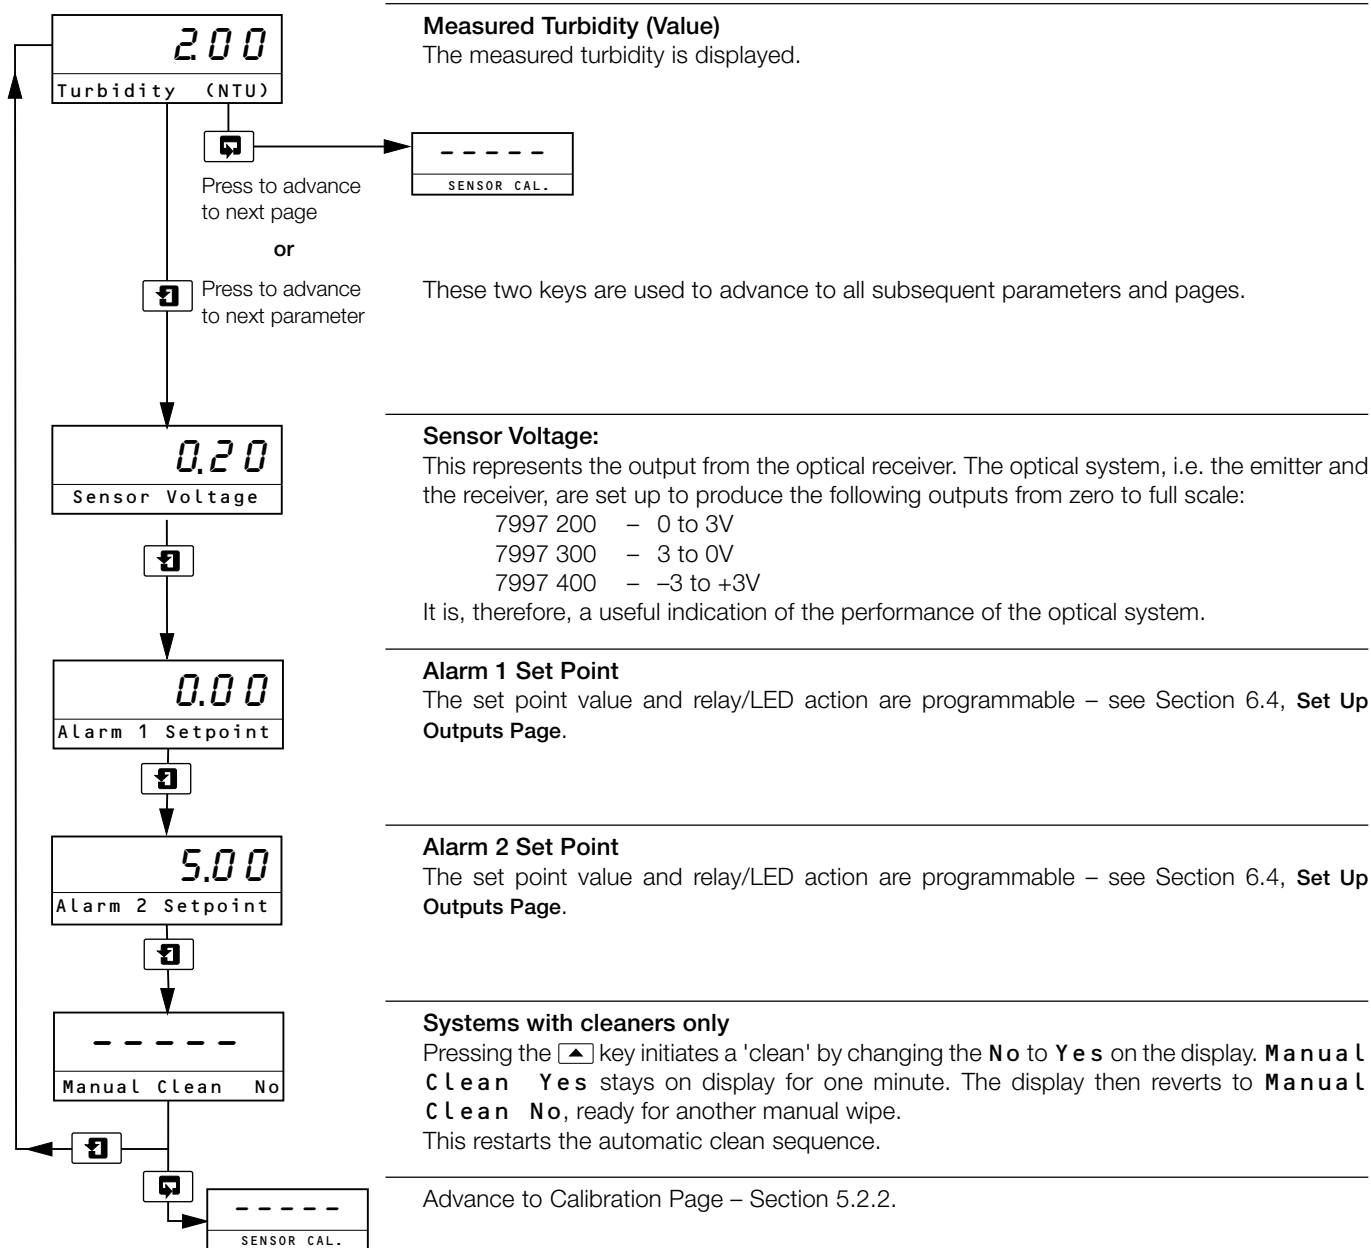 2.00
Turbidity (NTU)
Measured Turbidity (Value)
The measured turbidity is displayed.
Press to advance
to next page
- - - - -
SENSOR CAL.
or
Press to advance
to next parameter
These two keys are used to advance to all subsequent parameters and pages.
0.20
Sensor Voltage
Sensor Voltage:
This represents the output from the optical receiver. The optical system, i.e. the emitter and
the receiver, are set up to produce the following outputs from zero to full scale:
7997 200 – 0 to 3V
7997 300 – 3 to 0V
7997 400 – –3 to +3V
It is, therefore, a useful indication of the performance of the optical system.
0.00
Alarm 1 Setpoint
Alarm 1 Set Point
The set point value and relay/LED action are programmable – see Section 6.4, Set Up
Outputs Page.
5.00
Alarm 2 Setpoint
Alarm 2 Set Point
The set point value and relay/LED action are programmable – see Section 6.4, Set Up
Outputs Page.
- - - - -
Manual Clean No
Systems with cleaners only
Pressing the key initiates a 'clean' by changing the No to Yes on the display. Manual
Clean Yes stays on display for one minute. The display then reverts to Manual
Clean No, ready for another manual wipe.
This restarts the automatic clean sequence.
- - - - -
SENSOR CAL.
Advance to Calibration Page – Section 5.2.2.